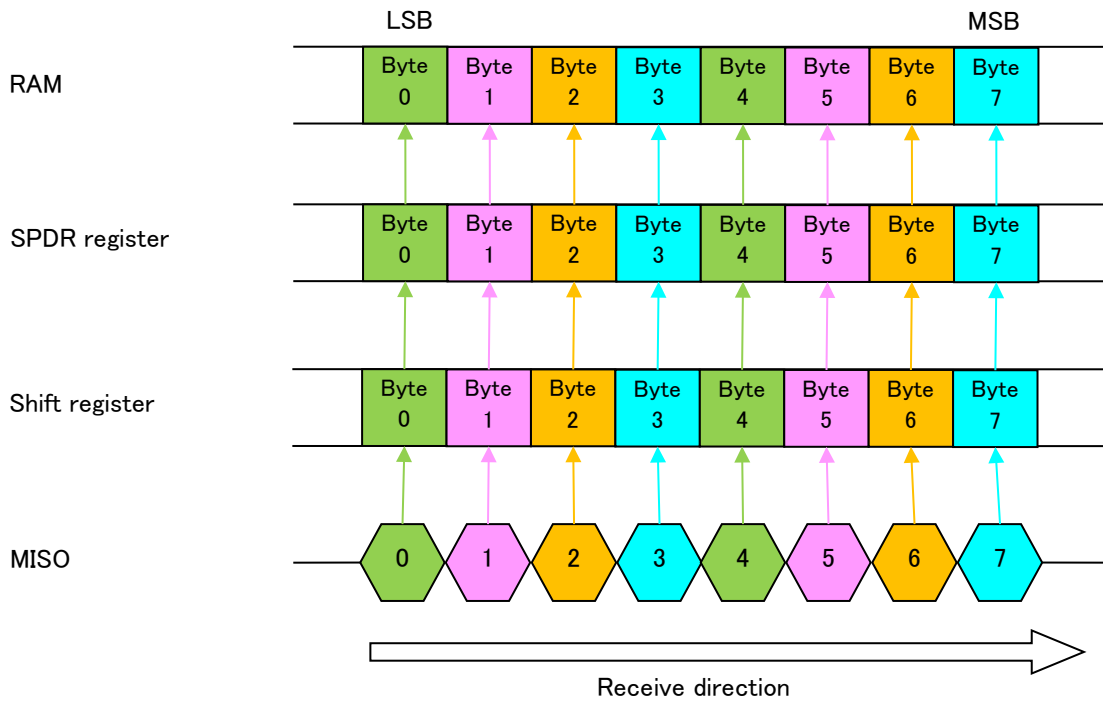 LSB MSB
RAM
Byte Byte Byte Byte Byte Byte Byte Byte
0 1 2 3 4 5 6 7
SPDR register
Byte Byte Byte Byte Byte Byte Byte Byte
0 1 2 3 4 5 6 7
Shift register
Byte Byte Byte Byte Byte Byte Byte Byte
0 1 2 3 4 5 6 7
MISO
0 1 2 3 4 5 6 7
Receive direction